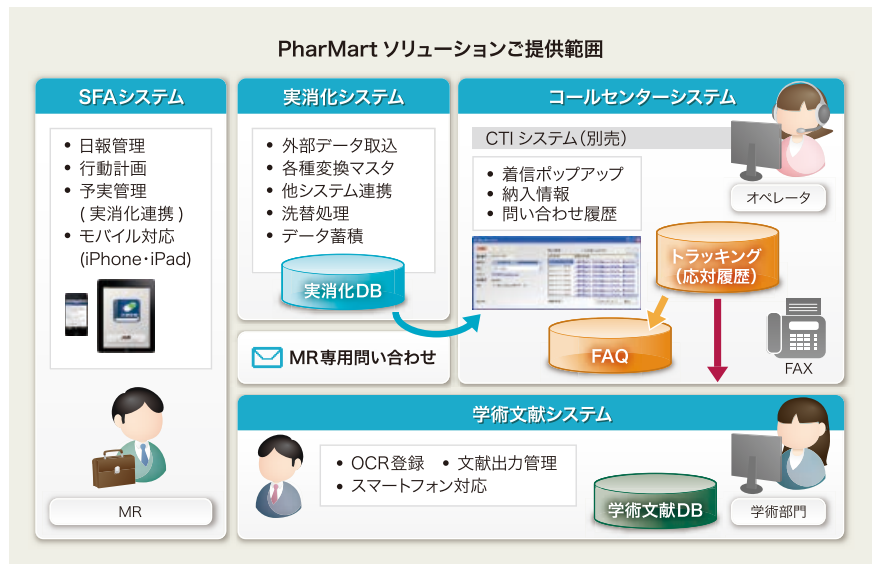 PharMart ソリューションご提供範囲
SFAシステム
• 日報管理
• 行動計画
• 予実管理
( 実消化連携 )
• モバイル対応
(iPhone・iPad)
MR
実消化システム
• 外部データ取込
• 各種変換マスタ
• 他システム連携
• 洗替処理
• データ蓄積
実消化DB
MR専用問い合わせ
コールセンターシステム
CTI システム（別売）
• 着信ポップアップ
• 納入情報
• 問い合わせ履歴
オペレータ
トラッキング
（応対履歴）
FAQ
FAX
学術文献システム
• OCR登録 • 文献出力管理
• スマートフォン対応
学術文献DB
学術部門